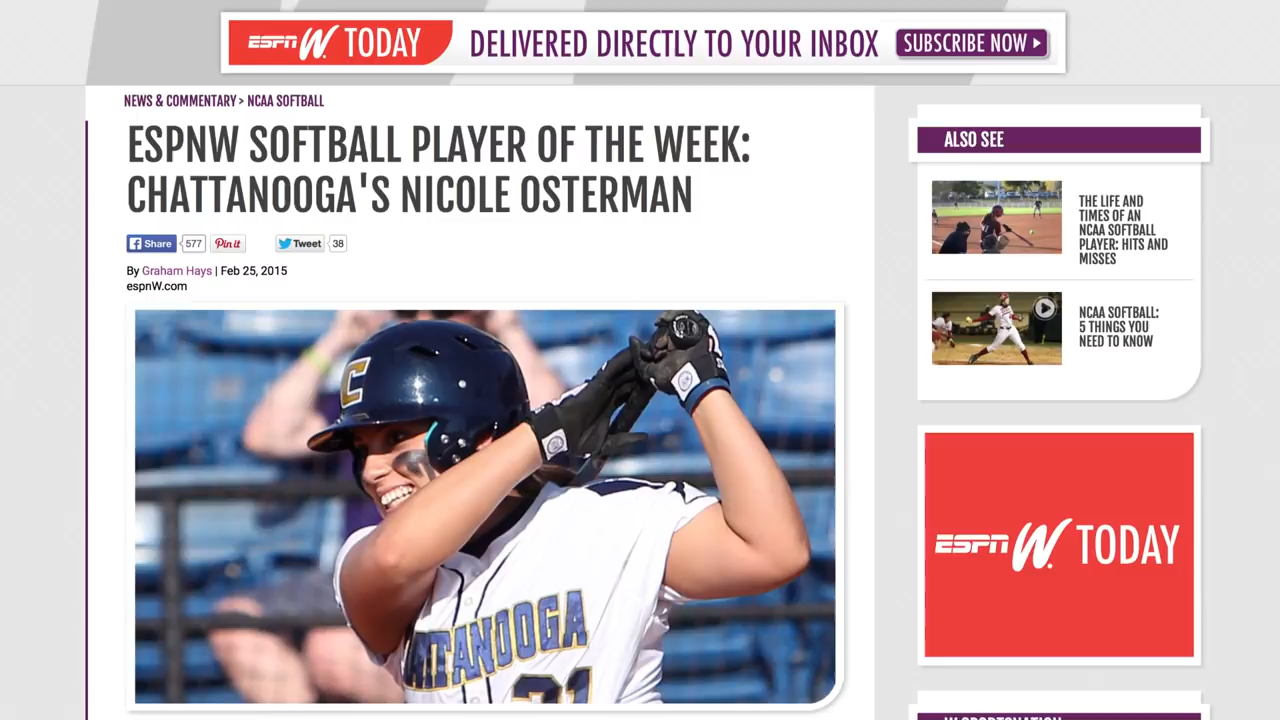 ESPN W TODAY DELIVERED DIRECTLY TO YOUR INBOX SUBSCRIBE NOW
NEWS & COMMENTARY > NCAA SOFTBALL
ESPNW SOFTBALL PLAYER OF THE WEEK:
CHATTANOOGA'S NICOLE OSTERMAN
Share 577 Pin it Tweet 38
By Graham Hays | Feb 25, 2015
espnW.com
C
CHATTANOOGA
21
ALSO SEE
THE LIFE AND
TIMES OF AN
NCAA SOFTBALL
PLAYER: HITS AND
MISSES
NCAA SOFTBALL:
5 THINGS YOU
NEED TO KNOW
ESPN W. TODAY
W SPORTSNATION